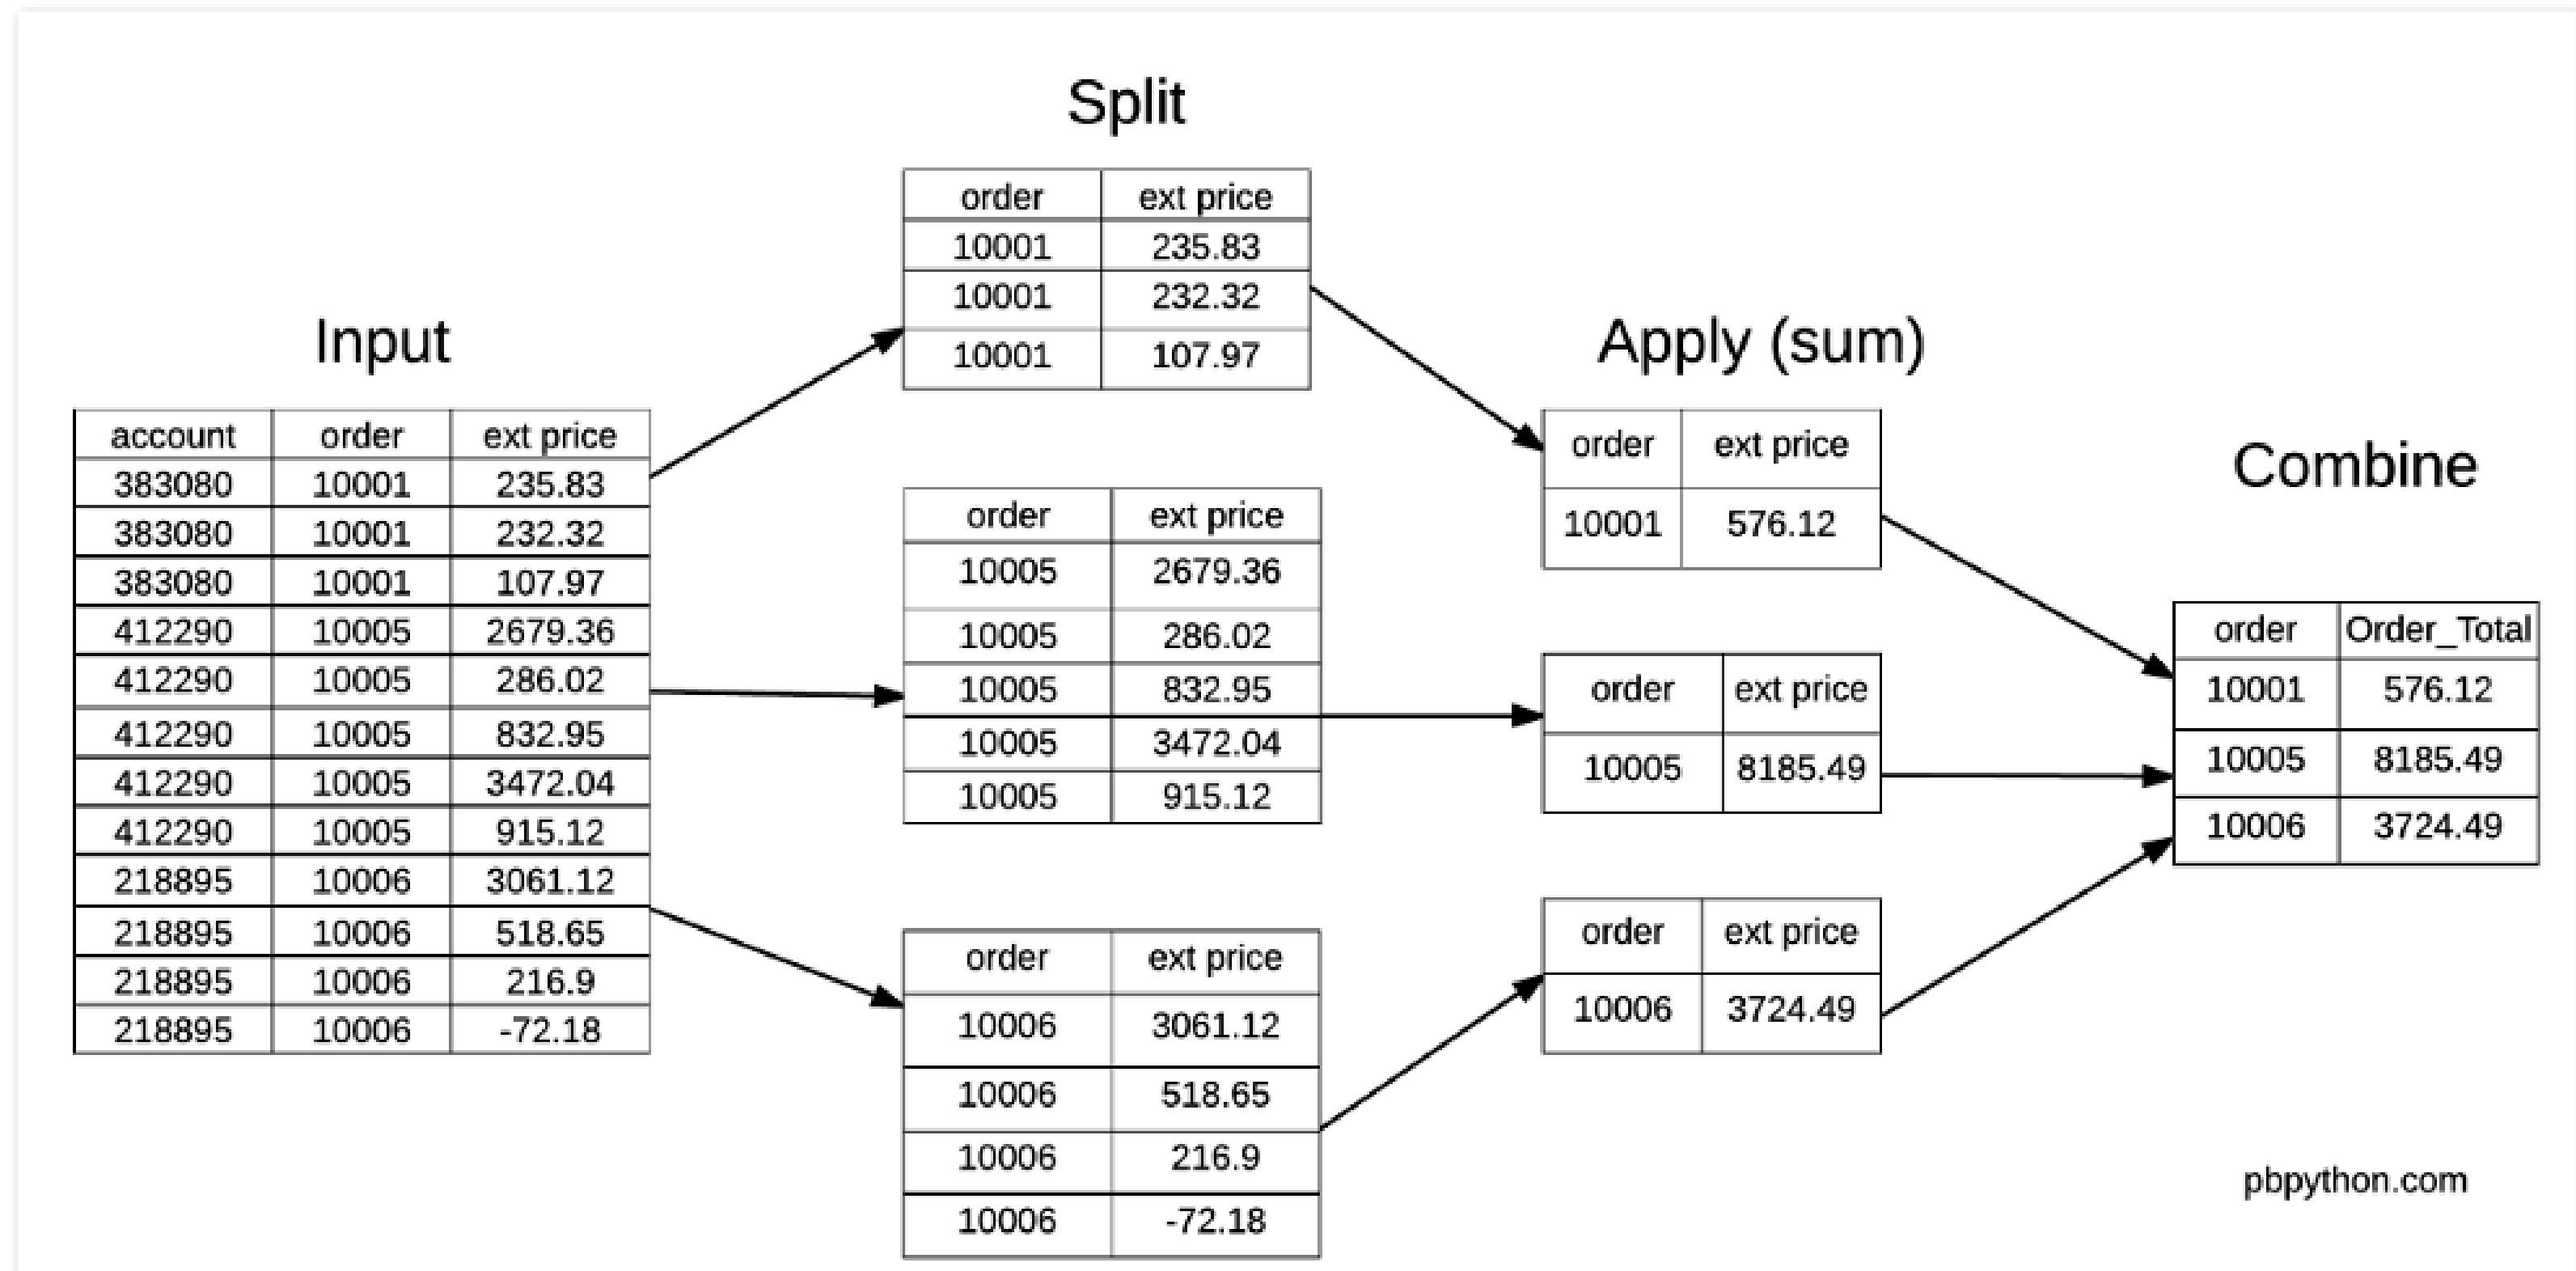 Split
order ext price
10001 235.83
10001 232.32
10001 107.97
Input
account order ext price
383080 10001 235.83
383080 10001 232.32
383080 10001 107.97
412290 10005 2679.36
412290 10005 286.02
412290 10005 832.95
412290 10005 3472.04
412290 10005 915.12
218895 10006 3061.12
218895 10006 518.65
218895 10006 216.9
218895 10006 -72.18
order ext price
10005 2679.36
10005 286.02
10005 832.95
10005 3472.04
10005 915.12
order ext price
10006 3061.12
10006 518.65
10006 216.9
10006 -72.18
Apply (sum)
order ext price
10001 576.12
order ext price
10005 8185.49
order ext price
10006 3724.49
Combine
order Order_Total
10001 576.12
10005 8185.49
10006 3724.49
pbpython.com